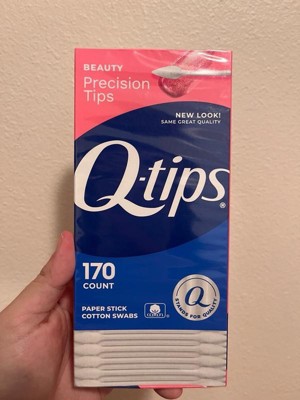 BEAUTY
Precision
Tips
NEW LOOK!
SAME GREAT QUALITY
Q-tips®
170
COUNT
PAPER STICK
COTTON SWABS
Q
STANDS FOR QUALITY